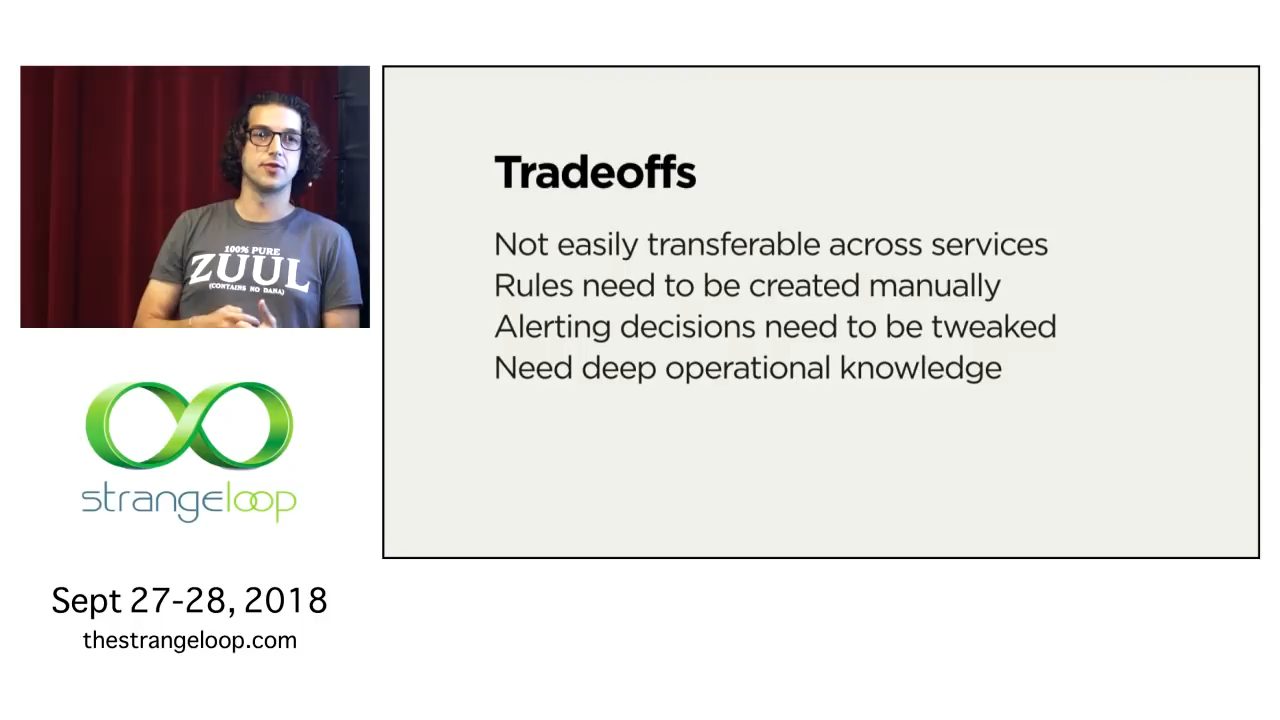 100% PURE
ZUUL
(CONTAINS NO DANA)
Tradeoffs
Not easily transferable across services
Rules need to be created manually
Alerting decisions need to be tweaked
Need deep operational knowledge
strangeloop
Sept 27-28, 2018
thestrangeloop.com